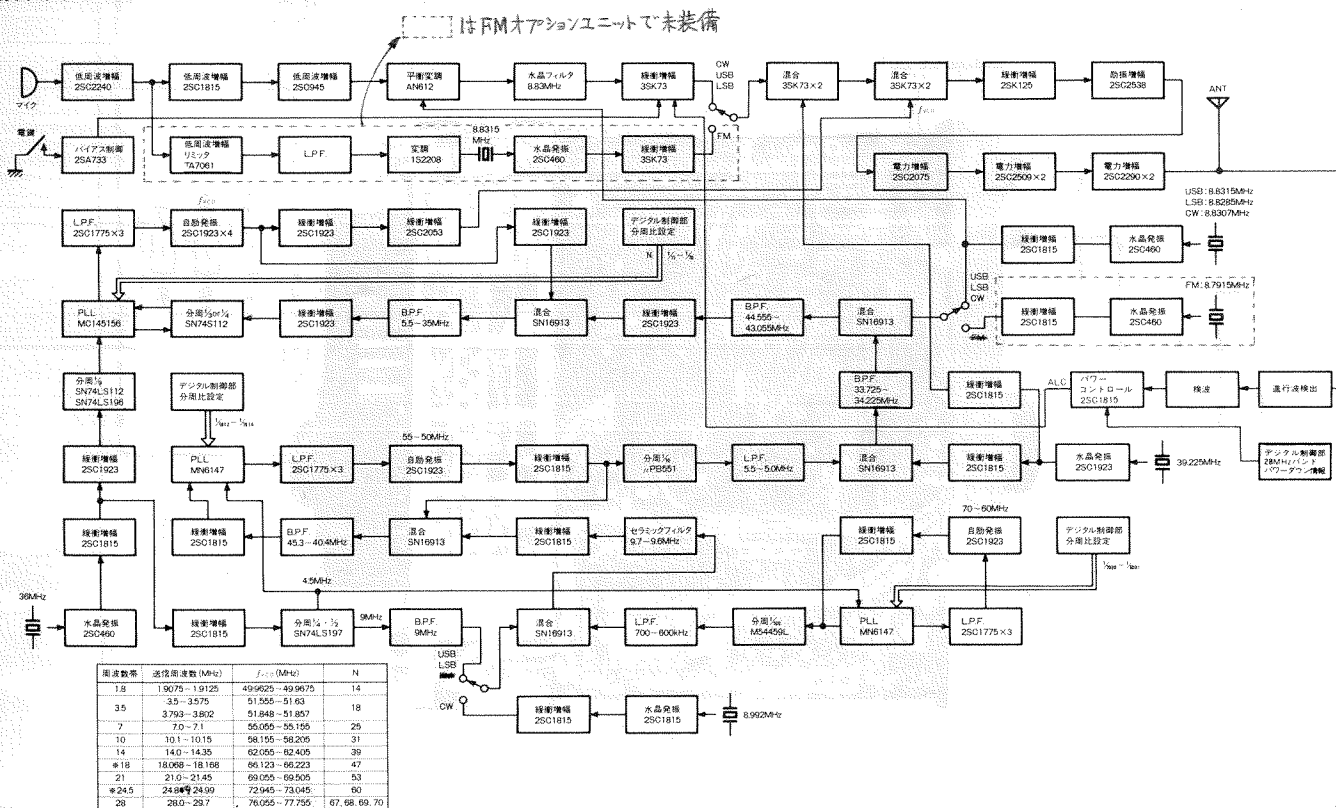 はFMオプションユニットで未装備
マイク
低周波増幅
2SC2240
低周波増幅
2SC1815
低周波増幅
2SC945
平衡変調
AN612
水晶フィルタ
8.83MHz
緩衝増幅
3SK73
CW
USB
LSB
FM
混合
3SK73×2
混合
3SK73×2
緩衝増幅
2SK125
励振増幅
2SC2538
ANT
電鍵
バイアス制御
2SA733
低周波増幅
リミッタ
TA7061
L.P.F.
変調
1S2208
8.8315
MHz
水晶発振
2SC460
緩衝増幅
3SK73
電力増幅
2SC2075
電力増幅
2SC2509×2
電力増幅
2SC2290×2
USB:8.8315MHz
LSB:8.8285MHz
CW:8.8307MHz
L.P.F.
2SC1775×3
自励発振
2SC1923×4
緩衝増幅
2SC1923
緩衝増幅
2SC2053
緩衝増幅
2SC1923
デジタル制御部
分周比設定
N
緩衝増幅
2SC1815
水晶発振
2SC460
USB
LSB
CW
FM:8.7915MHz
PLL
MC145156
分周⅓or¼
SN74S112
緩衝増幅
2SC1923
B.P.F.
5.5~35MHz
混合
SN16913
緩衝増幅
2SC1923
B.P.F.
44.555~
43.055MHz
混合
SN16913
緩衝増幅
2SC1815
水晶発振
2SC460
SN74LS112
SN74LS196
デジタル制御部
分周比設定
B.P.F.
33.725~
34.225MHz
緩衝増幅
2SC1815
ALC
パワー
コントロール
2SC1815
検波
進行波検出
緩衝増幅
2SC1923
PLL
MN6147
L.P.F.
2SC1775×3
55~50MHz
自励発振
2SC1923
緩衝増幅
2SC1815
μPB551
L.P.F.
5.5~5.0MHz
混合
SN16913
緩衝増幅
2SC1815
水晶発振
2SC1923
39.225MHz
デジタル制御部
28MHzバンド
パワーダウン情報
緩衝増幅
2SC1815
緩衝増幅
2SC1815
B.P.F.
45.3~40.4MHz
混合
SN16913
緩衝増幅
2SC1815
セラミックフィルタ
9.7~9.6MHz
緩衝増幅
2SC1815
70~60MHz
自励発振
2SC1923
デジタル制御部
分周比設定
4.5MHz
36MHz
水晶発振
2SC460
緩衝増幅
2SC1815
分周¼・½
SN74LS197
9MHz
B.P.F.
9MHz
混合
SN16913
L.P.F.
700~600kHz
M54459L
PLL
MN6147
L.P.F.
2SC1775×3
USB
LSB
CW
緩衝増幅
2SC1815
水晶発振
2SC1815
8.992MHz
周波数帯 送信周波数(MHz) fvco(MHz) N
1.8 1.9075~1.9125 49.9625~49.9675 14
3.5 3.5~3.575 51.555~51.63 18
3.793~3.802 51.848~51.857
7 7.0~7.1 55.055~55.155 25
10 10.1~10.15 58.155~58.205 31
14 14.0~14.35 62.055~62.405 39
※18 18.068~18.168 66.123~66.223 47
21 21.0~21.45 69.055~69.505 53
※24.5 24.99 72.945~73.045 60
28 28.0~29.7 76.055~77.755 67, 68, 69, 70